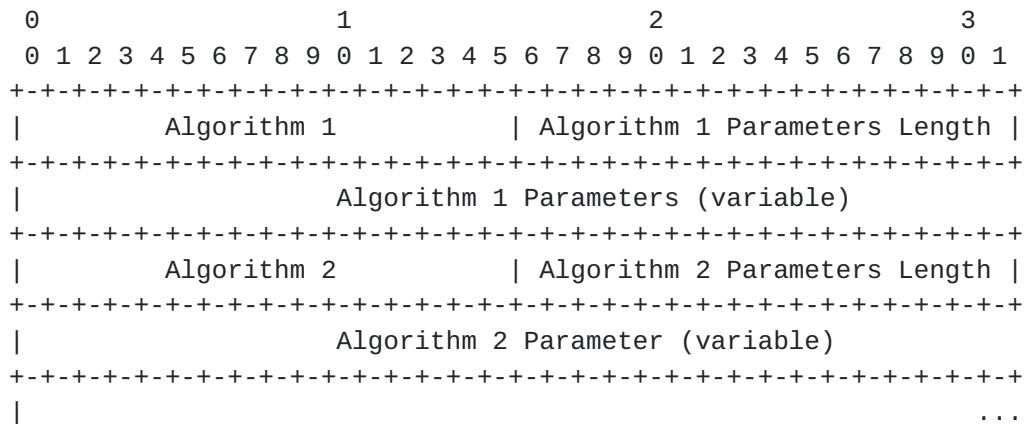 0                   1                   2                   3
 0 1 2 3 4 5 6 7 8 9 0 1 2 3 4 5 6 7 8 9 0 1 2 3 4 5 6 7 8 9 0 1
+-+-+-+-+-+-+-+-+-+-+-+-+-+-+-+-+-+-+-+-+-+-+-+-+-+-+-+-+-+-+-+-+
|         Algorithm 1           | Algorithm 1 Parameters Length |
+-+-+-+-+-+-+-+-+-+-+-+-+-+-+-+-+-+-+-+-+-+-+-+-+-+-+-+-+-+-+-+-+
|                    Algorithm 1 Parameters (variable)
+-+-+-+-+-+-+-+-+-+-+-+-+-+-+-+-+-+-+-+-+-+-+-+-+-+-+-+-+-+-+-+-+
|         Algorithm 2           | Algorithm 2 Parameters Length |
+-+-+-+-+-+-+-+-+-+-+-+-+-+-+-+-+-+-+-+-+-+-+-+-+-+-+-+-+-+-+-+-+
|                    Algorithm 2 Parameter (variable)
+-+-+-+-+-+-+-+-+-+-+-+-+-+-+-+-+-+-+-+-+-+-+-+-+-+-+-+-+-+-+-+-+
|                                                             ...